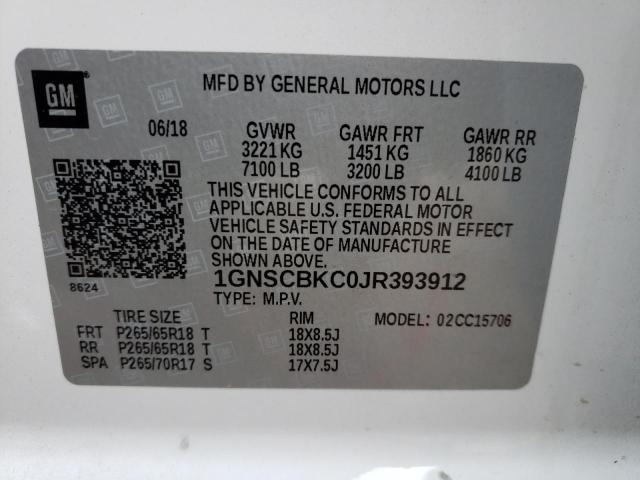 GM
MFD BY GENERAL MOTORS LLC
06/18 GVWR GAWR FRT GAWR RR
3221 KG 1451 KG 1860 KG
7100 LB 3200 LB 4100 LB
THIS VEHICLE CONFORMS TO ALL
APPLICABLE U.S. FEDERAL MOTOR
VEHICLE SAFETY STANDARDS IN EFFECT
ON THE DATE OF MANUFACTURE
SHOWN ABOVE.
8624
1GNSCBKC0JR393912
TYPE: M.P.V.
TIRE SIZE RIM MODEL: 02CC15706
FRT P265/65R18 T 18X8.5J
RR P265/65R18 T 18X8.5J
SPA P265/70R17 S 17X7.5J